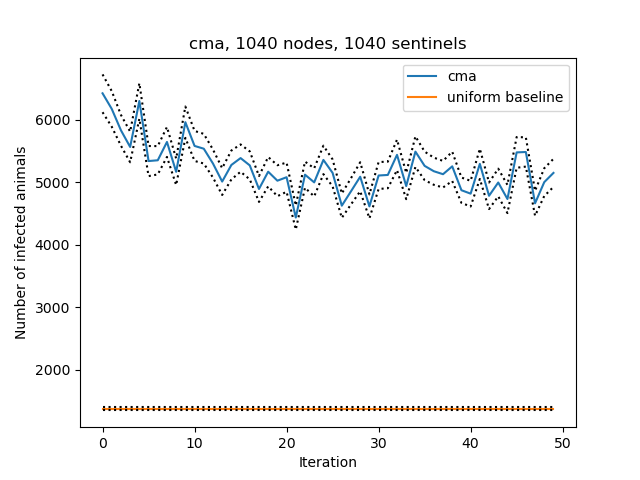 cma, 1040 nodes, 1040 sentinels
cma
uniform baseline
Number of infected animals
6000
5000
4000
3000
2000
0 10 20 30 40 50
Iteration